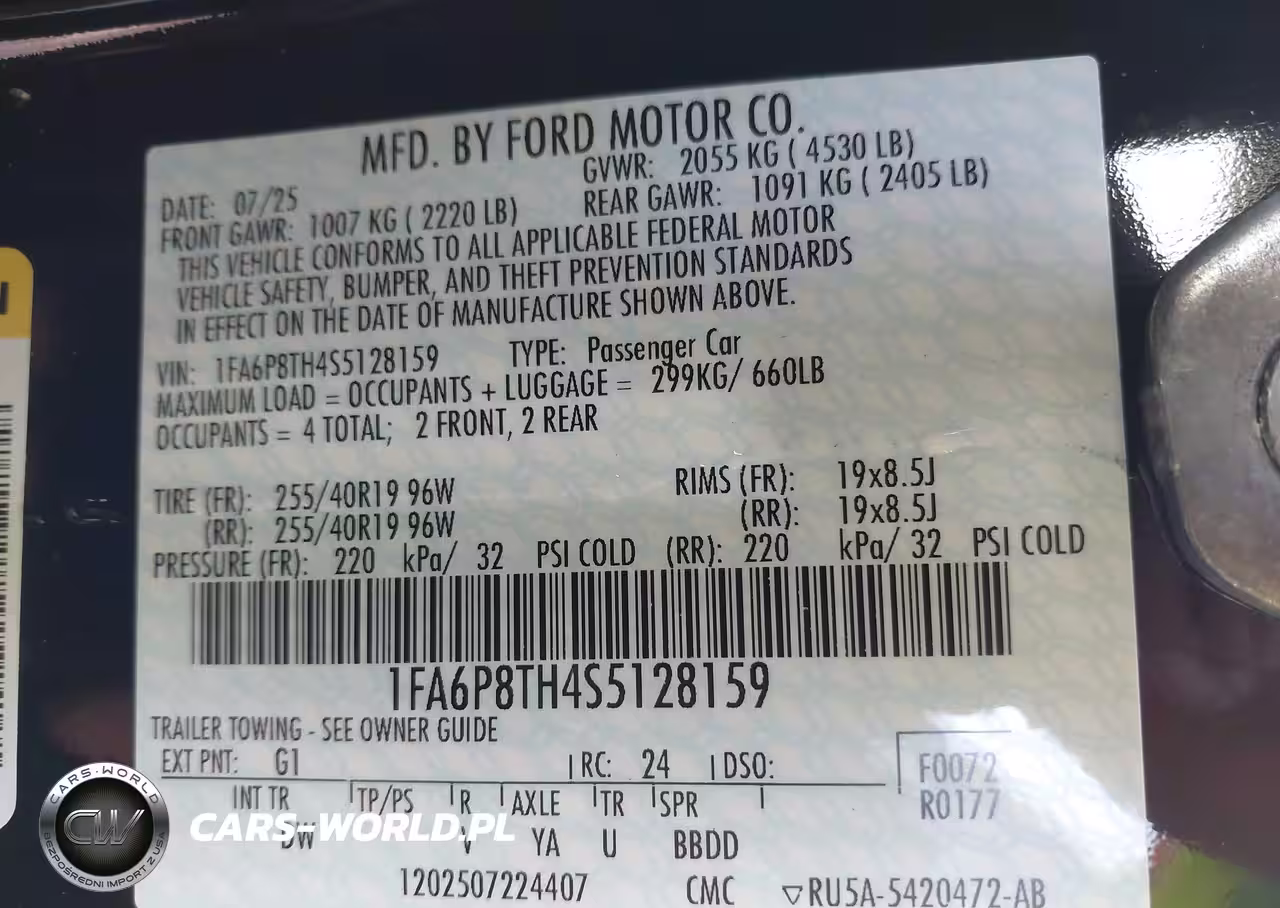 MFD. BY FORD MOTOR CO.
DATE: 07/25 GVWR: 2055 KG ( 4530 LB)
FRONT GAWR: 1007 KG ( 2220 LB) REAR GAWR: 1091 KG ( 2405 LB)
THIS VEHICLE CONFORMS TO ALL APPLICABLE FEDERAL MOTOR
VEHICLE SAFETY, BUMPER, AND THEFT PREVENTION STANDARDS
IN EFFECT ON THE DATE OF MANUFACTURE SHOWN ABOVE.
VIN: 1FA6P8TH4S5128159 TYPE: Passenger Car
MAXIMUM LOAD = OCCUPANTS + LUGGAGE = 299KG/ 660LB
OCCUPANTS = 4 TOTAL; 2 FRONT, 2 REAR
TIRE (FR): 255/40R19 96W RIMS (FR): 19x8.5J
(RR): 255/40R19 96W (RR): 19x8.5J
PRESSURE (FR): 220 kPa/ 32 PSI COLD (RR): 220 kPa/ 32 PSI COLD
1FA6P8TH4S5128159
TRAILER TOWING - SEE OWNER GUIDE
EXT PNT: G1 RC: 24 DSO:
F0072
R0177
INT TR TP/PS R AXLE TR SPR
DW V YA U BBDD
1202507224407 CMC ▽RU5A-5420472-AB
CARS-WORLD
CW
BEZPOŚREDNI IMPORT Z USA
CARS-WORLD.PL